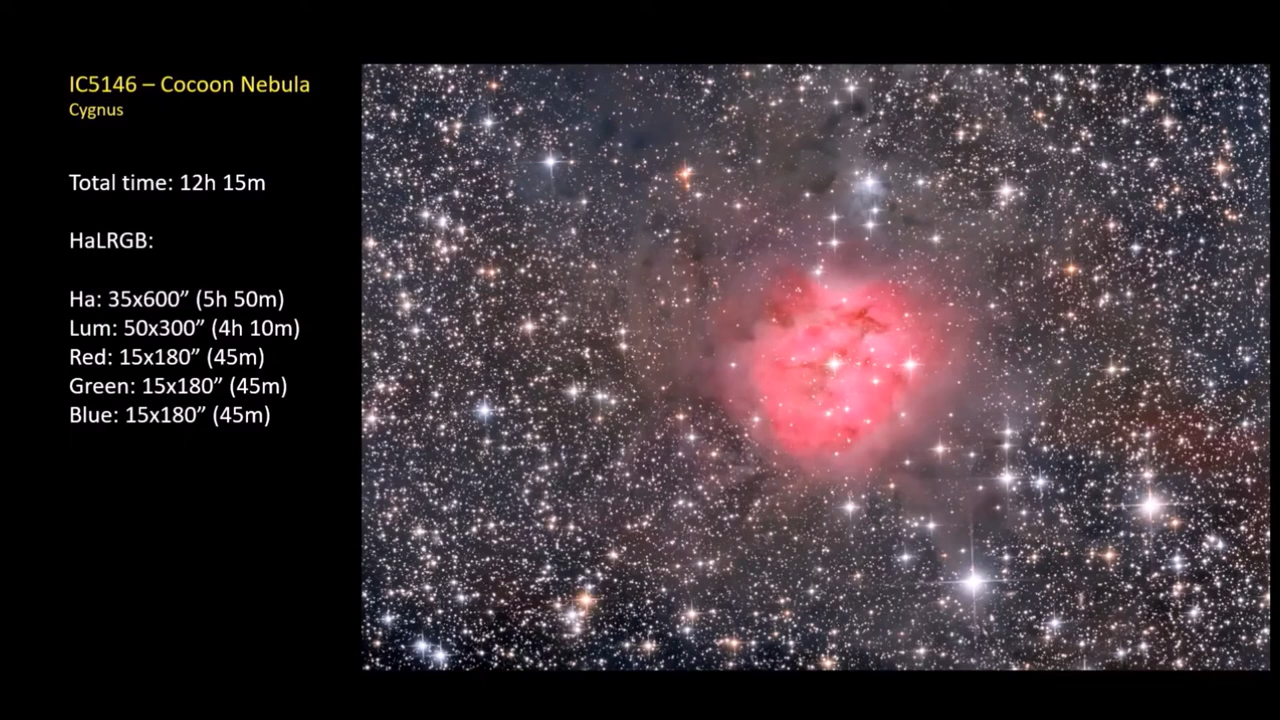 IC5146 – Cocoon Nebula
Cygnus
Total time: 12h 15m
HaLRGB:
Ha: 35x600” (5h 50m)
Lum: 50x300” (4h 10m)
Red: 15x180” (45m)
Green: 15x180” (45m)
Blue: 15x180” (45m)